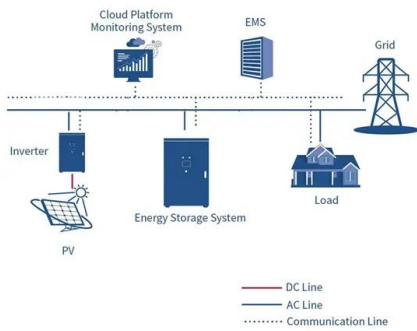 Cloud Platform
Monitoring System
EMS
Grid
Inverter
Energy Storage System
Load
PV
DC Line
AC Line
Communication Line